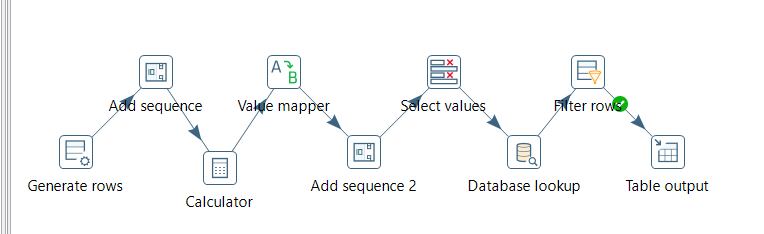 Add sequence
Value mapper
Select values
Filter rows
Generate rows
Calculator
Add sequence 2
Database lookup
Table output
A
B